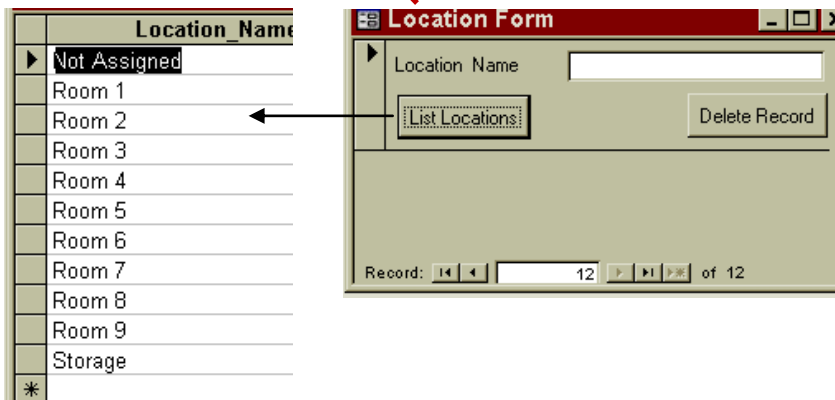 Location_Name
Not Assigned
Room 1
Room 2
Room 3
Room 4
Room 5
Room 6
Room 7
Room 8
Room 9
Storage
Location Form
Location Name
List Locations
Delete Record
Record: 12 of 12